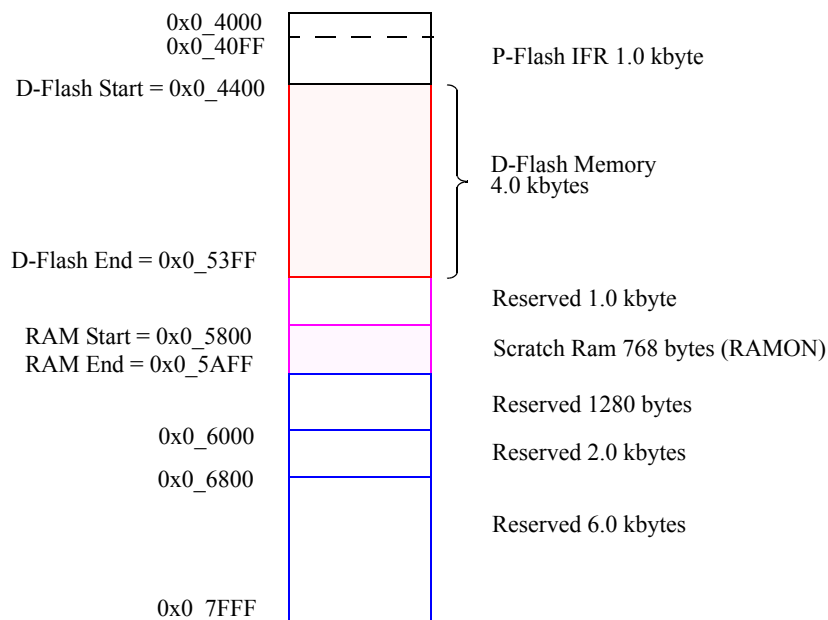 0x0_4000
0x0_40FF
P-Flash IFR 1.0 kbyte
D-Flash Start = 0x0_4400
D-Flash Memory
4.0 kbytes
D-Flash End = 0x0_53FF
Reserved 1.0 kbyte
RAM Start = 0x0_5800
Scratch Ram 768 bytes (RAMON)
RAM End = 0x0_5AFF
Reserved 1280 bytes
0x0_6000
Reserved 2.0 kbytes
0x0_6800
Reserved 6.0 kbytes
0x0_7FFF